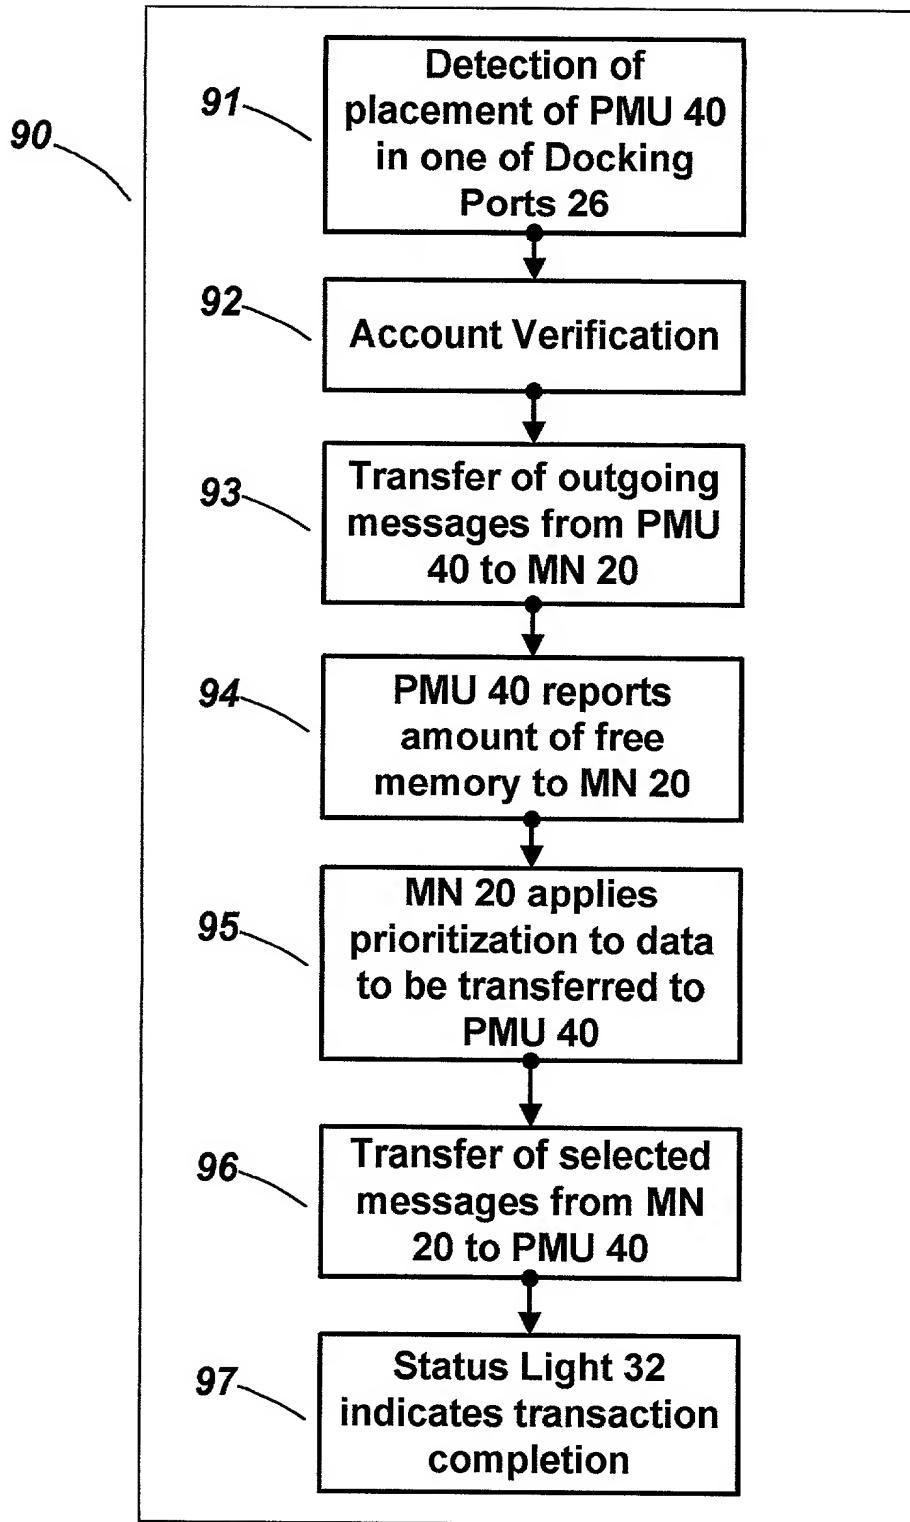 90
91
Detection of
placement of PMU 40
in one of Docking
Ports 26
92
Account Verification
93
Transfer of outgoing
messages from PMU
40 to MN 20
94
PMU 40 reports
amount of free
memory to MN 20
95
MN 20 applies
prioritization to data
to be transferred to
PMU 40
96
Transfer of selected
messages from MN
20 to PMU 40
97
Status Light 32
indicates transaction
completion